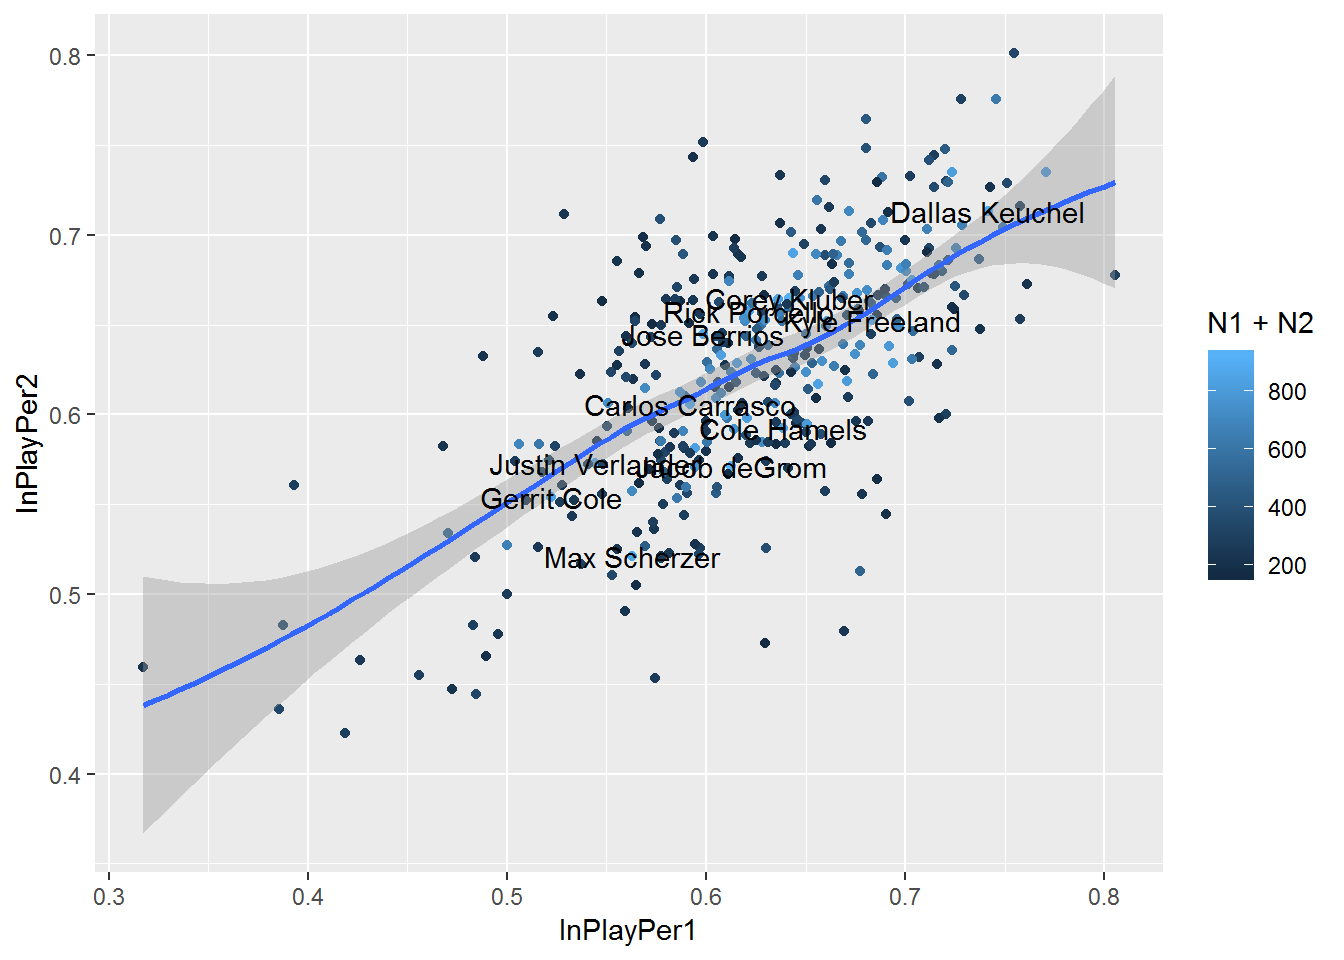 0.8
0.7
0.6
0.5
0.4
InPlayPer2
Dallas Keuchel
Corey Kluber
Rick Porcello
Kyle Freeland
Jose Berrios
Carlos Carrasco
Cole Hamels
Justin Verlander
Jacob deGrom
Gerrit Cole
Max Scherzer
0.3 0.4 0.5 0.6 0.7 0.8
InPlayPer1
N1 + N2
800
600
400
200